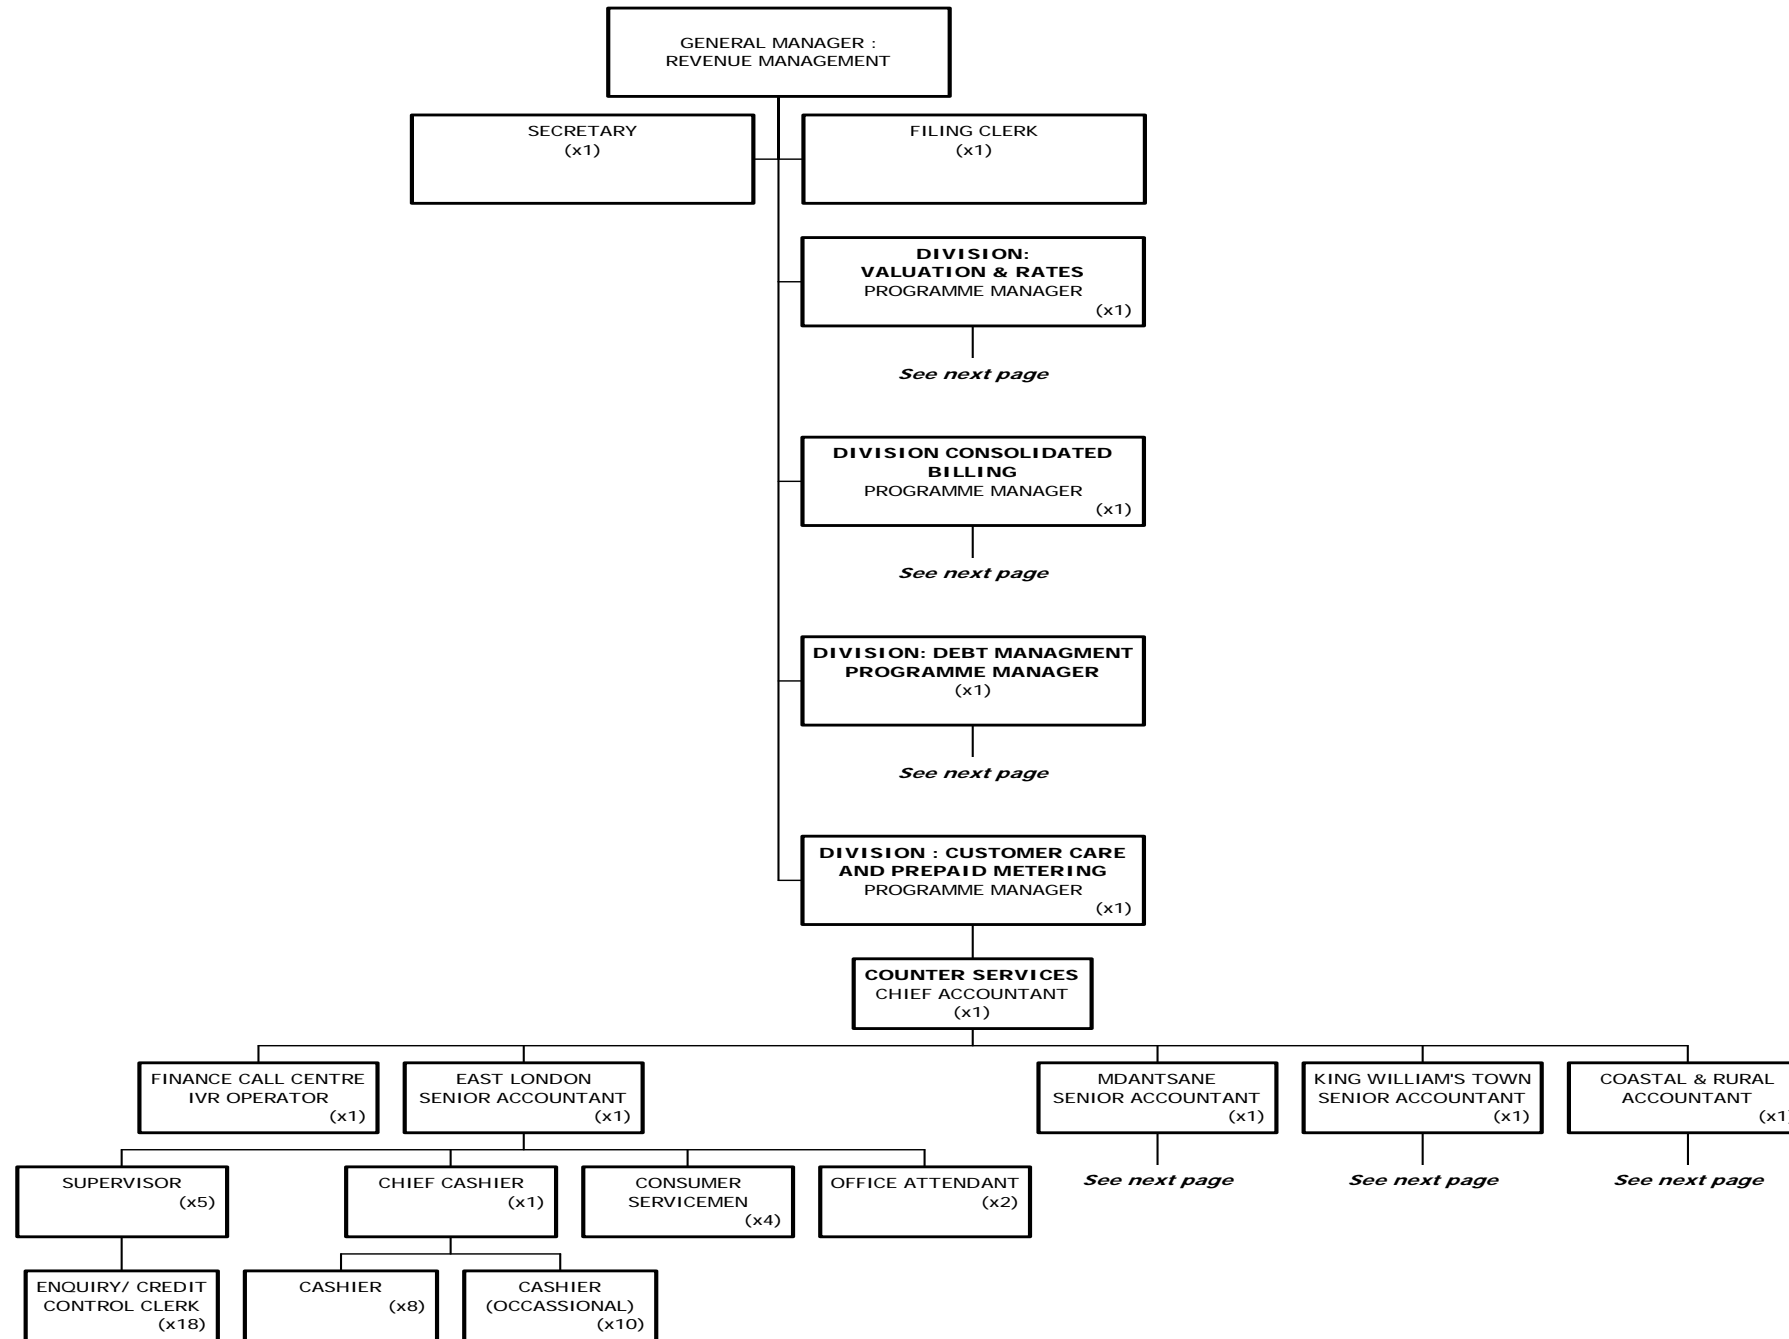 GENERAL MANAGER :
REVENUE MANAGEMENT
SECRETARY
(x1)
FILING CLERK
(x1)
DIVISION:
VALUATION & RATES
PROGRAMME MANAGER
(x1)
See next page
DIVISION CONSOLIDATED
BILLING
PROGRAMME MANAGER
(x1)
See next page
DIVISION: DEBT MANAGMENT
PROGRAMME MANAGER
(x1)
See next page
DIVISION : CUSTOMER CARE
AND PREPAID METERING
PROGRAMME MANAGER
(x1)
COUNTER SERVICES
CHIEF ACCOUNTANT
(x1)
FINANCE CALL CENTRE
IVR OPERATOR
(x1)
EAST LONDON
SENIOR ACCOUNTANT
(x1)
MDANTSANE
SENIOR ACCOUNTANT
(x1)
KING WILLIAM'S TOWN
SENIOR ACCOUNTANT
(x1)
COASTAL & RURAL
ACCOUNTANT
(x1)
SUPERVISOR
(x5)
CHIEF CASHIER
(x1)
CONSUMER
SERVICEMEN
(x4)
OFFICE ATTENDANT
(x2)
See next page
See next page
See next page
ENQUIRY/ CREDIT
CONTROL CLERK
(x18)
CASHIER
(x8)
CASHIER
(OCCASSIONAL)
(x10)